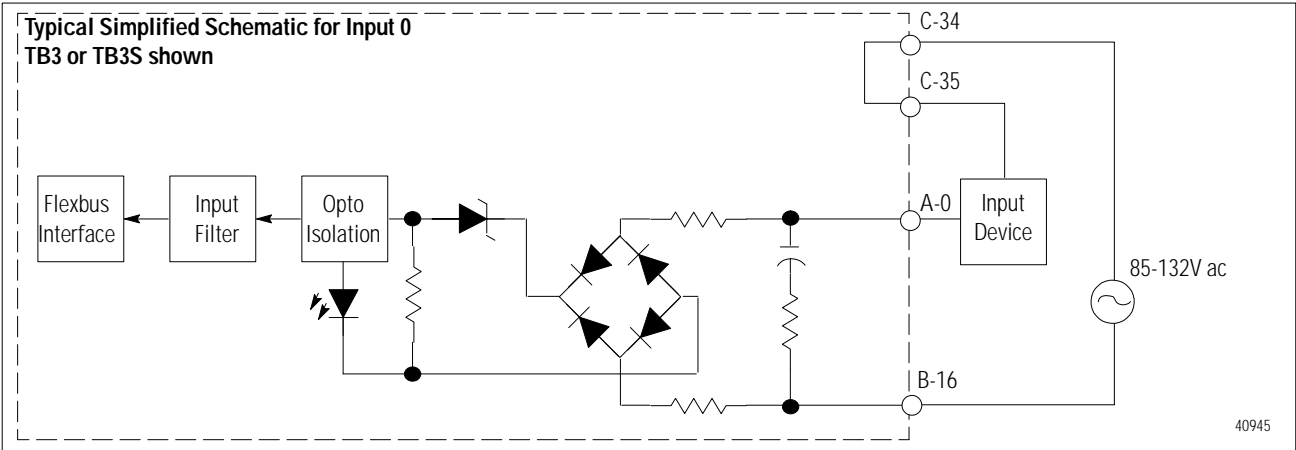 Typical Simplified Schematic for Input 0
TB3 or TB3S shown
C-34
C-35
Flexbus
Interface
Input
Filter
Opto
Isolation
A-0
Input
Device
85-132V ac
B-16
40945